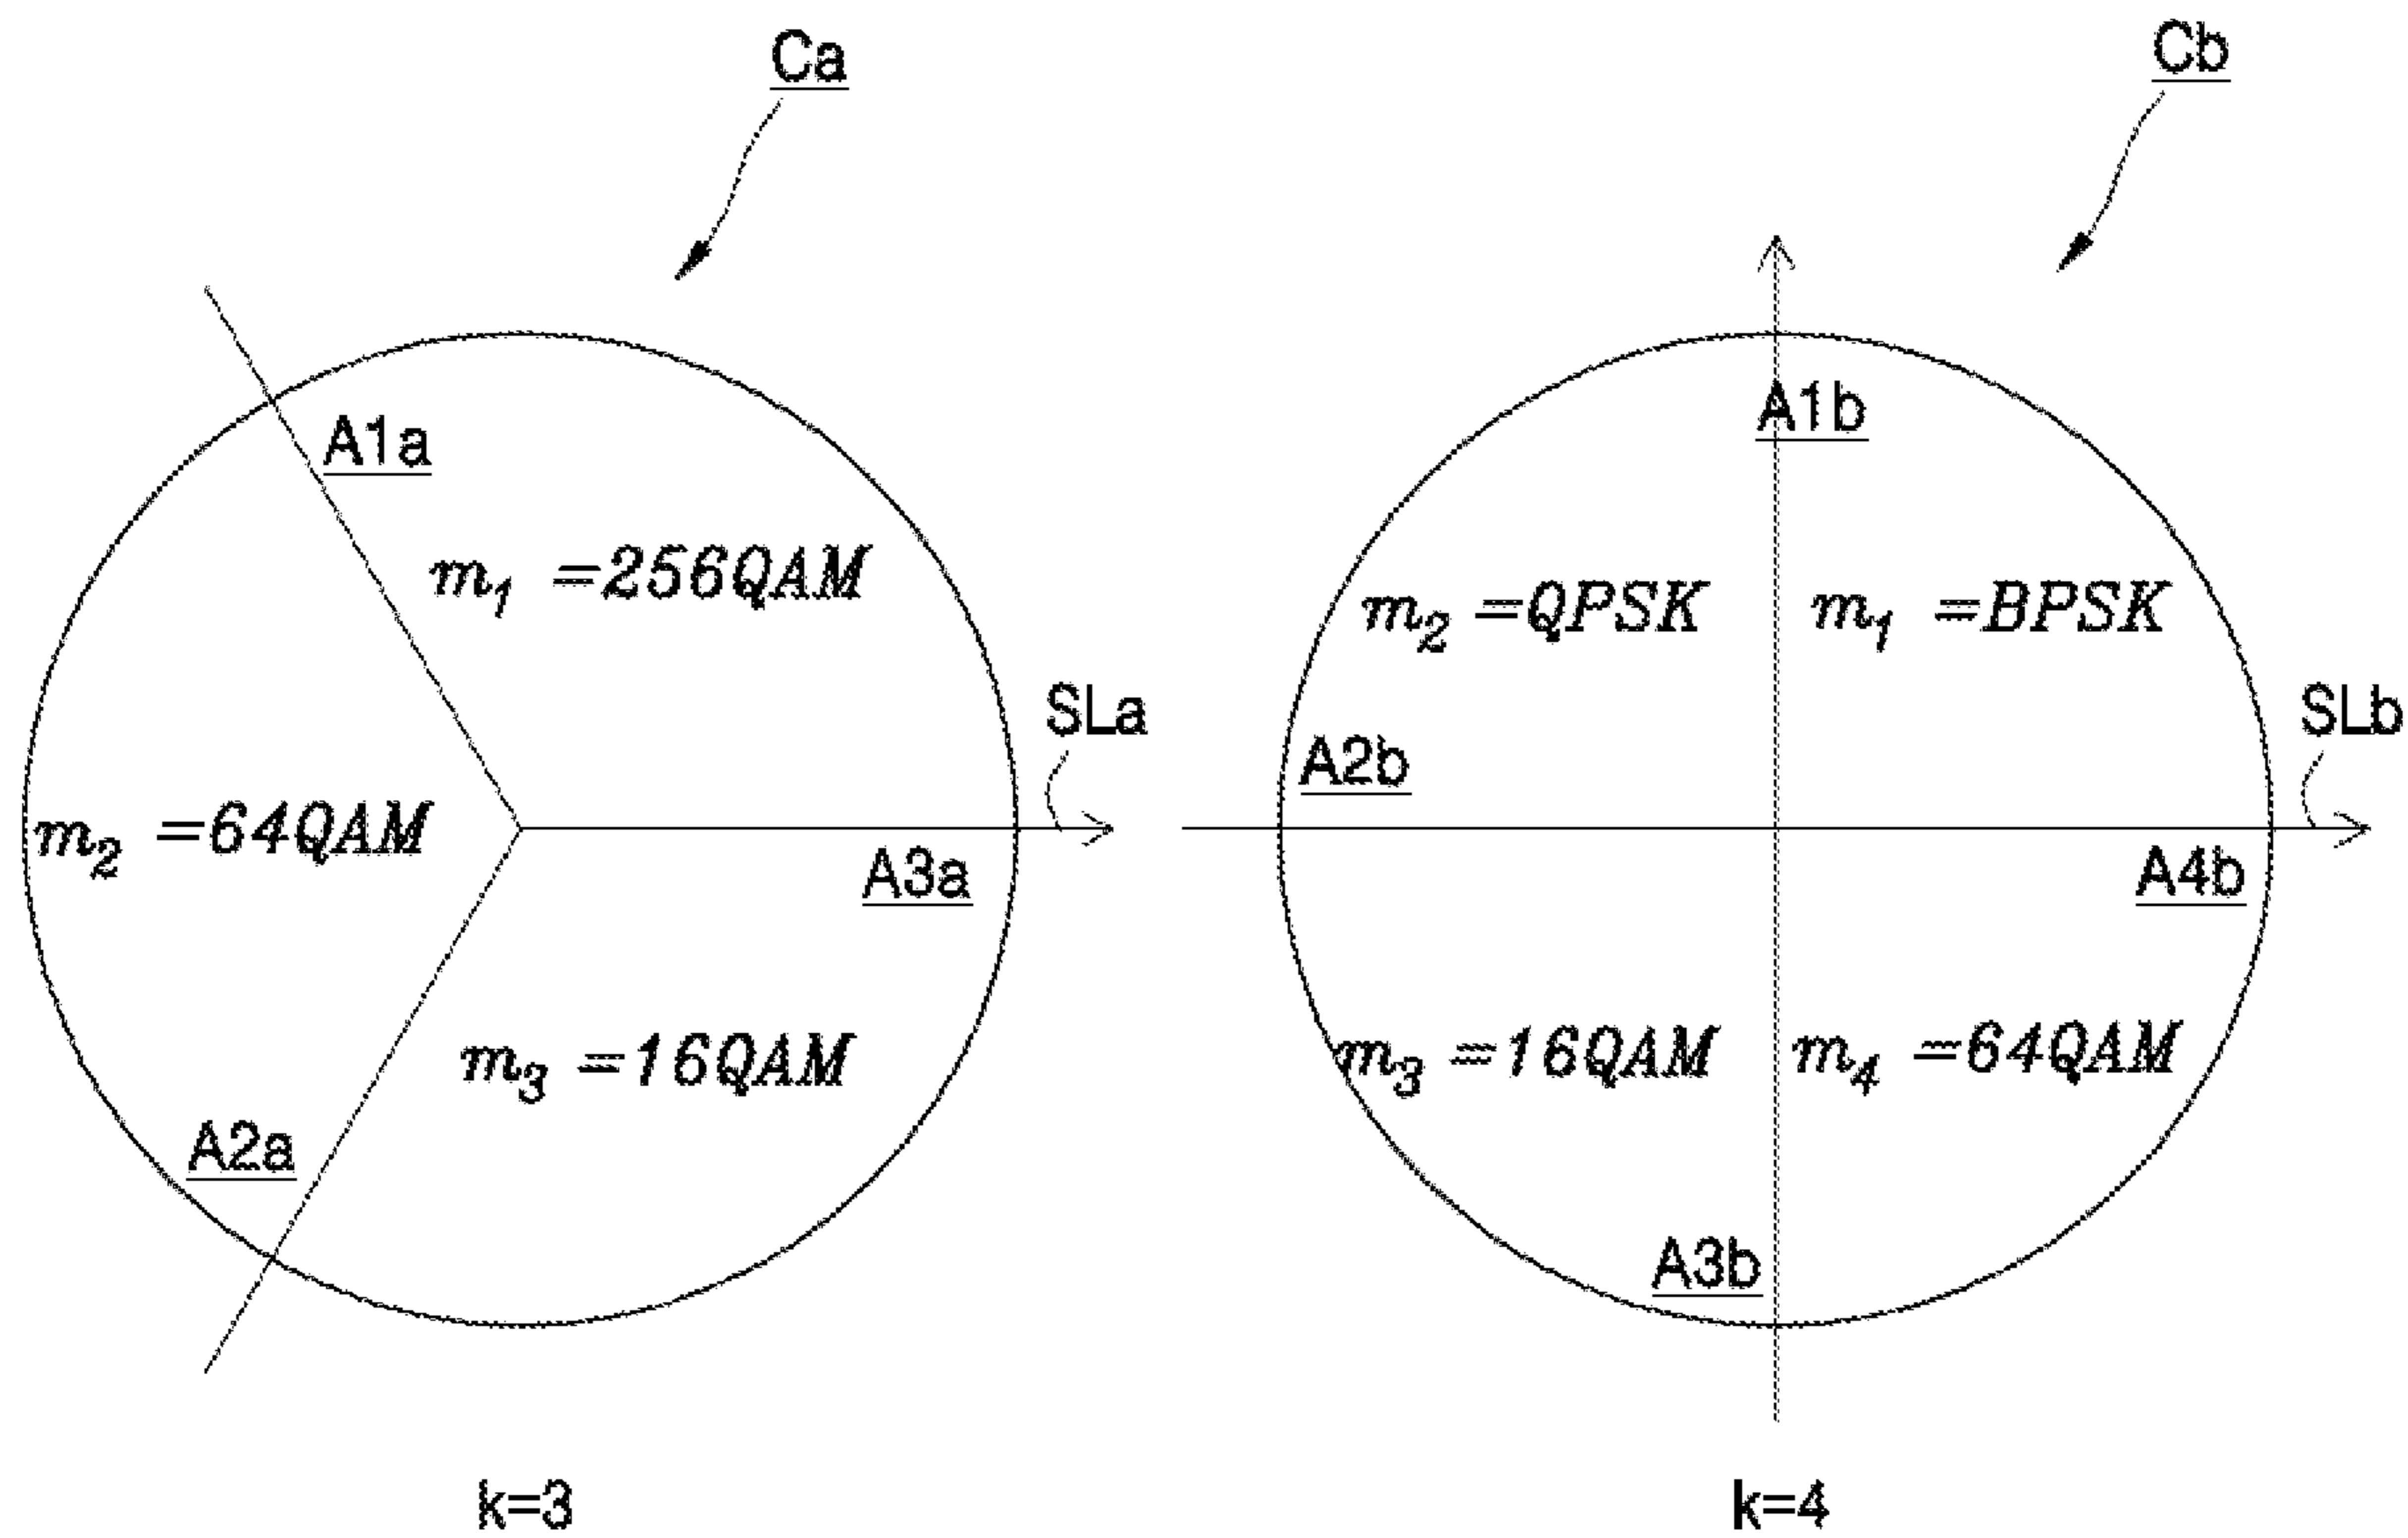 Ca
A1a
m1 =256QAM
SLa
m2 =64QAM
A3a
m3 =16QAM
A2a
k=3
Cb
A1b
m2 =QPSK
m1 =BPSK
SLb
A2b
A4b
m3 =16QAM
m4 =64QAM
A3b
k=4